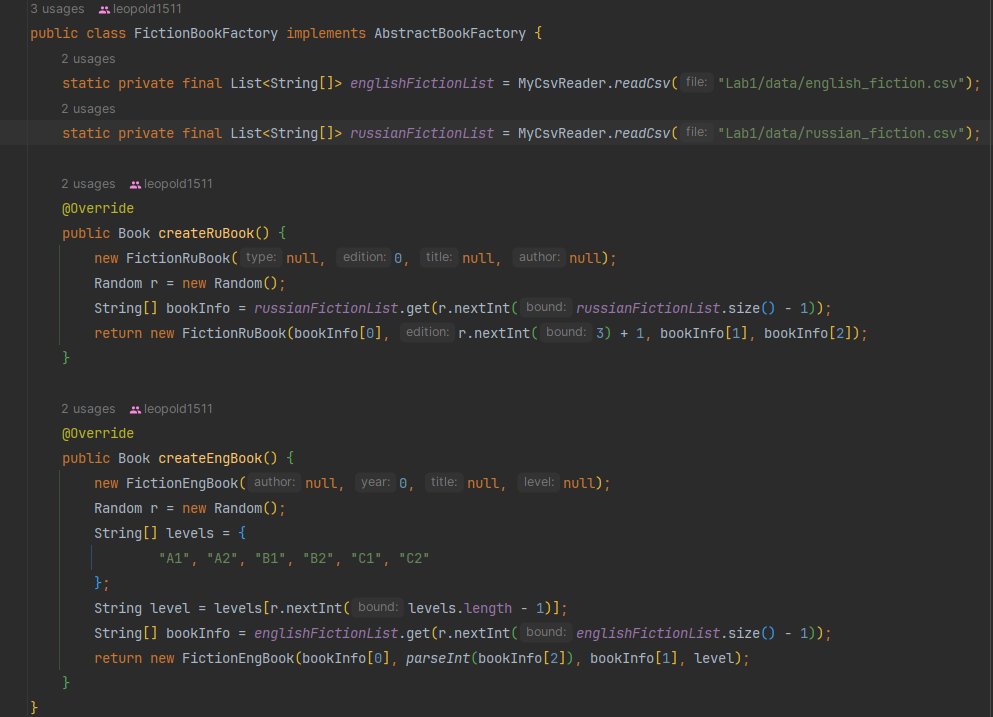 3 usages leopold1511
public class FictionBookFactory implements AbstractBookFactory {
2 usages
static private final List<String[]> englishFictionList = MyCsvReader.readCsv( file: "Lab1/data/english_fiction.csv");
2 usages
static private final List<String[]> russianFictionList = MyCsvReader.readCsv( file: "Lab1/data/russian_fiction.csv");
2 usages leopold1511
@Override
public Book createRuBook() {
new FictionRuBook( type: null, edition: 0, title: null, author: null);
Random r = new Random();
String[] bookInfo = russianFictionList.get(r.nextInt( bound: russianFictionList.size() - 1));
return new FictionRuBook(bookInfo[0], edition: r.nextInt( bound: 3) + 1, bookInfo[1], bookInfo[2]);
}
2 usages leopold1511
@Override
public Book createEngBook() {
new FictionEngBook( author: null, year: 0, title: null, level: null);
Random r = new Random();
String[] levels = {
"A1", "A2", "B1", "B2", "C1", "C2"
};
String level = levels[r.nextInt( bound: levels.length - 1)];
String[] bookInfo = englishFictionList.get(r.nextInt( bound: englishFictionList.size() - 1));
return new FictionEngBook(bookInfo[0], parseInt(bookInfo[2]), bookInfo[1], level);
}
}